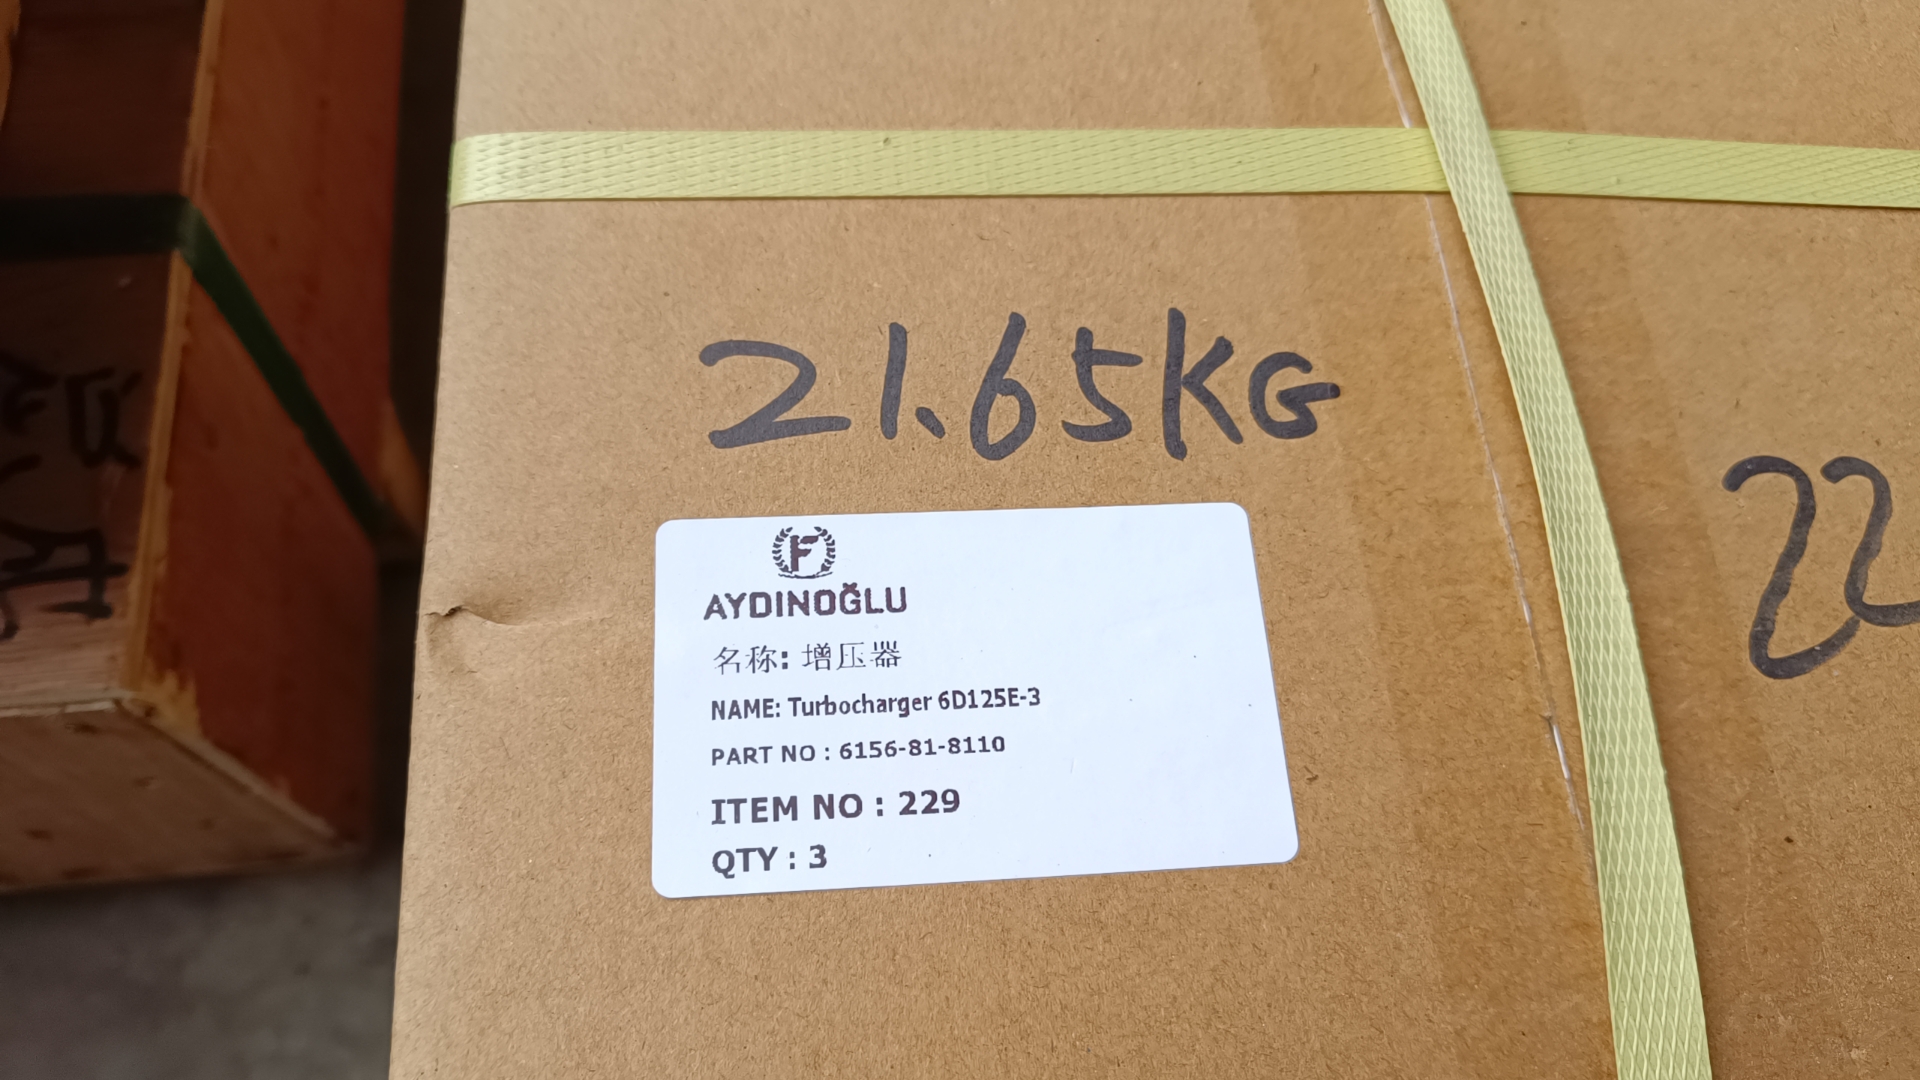 21.65KG
F
AYDINOĞLU
名称: 增压器
NAME: Turbocharger 6D125E-3
PART NO : 6156-81-8110
ITEM NO : 229
QTY : 3